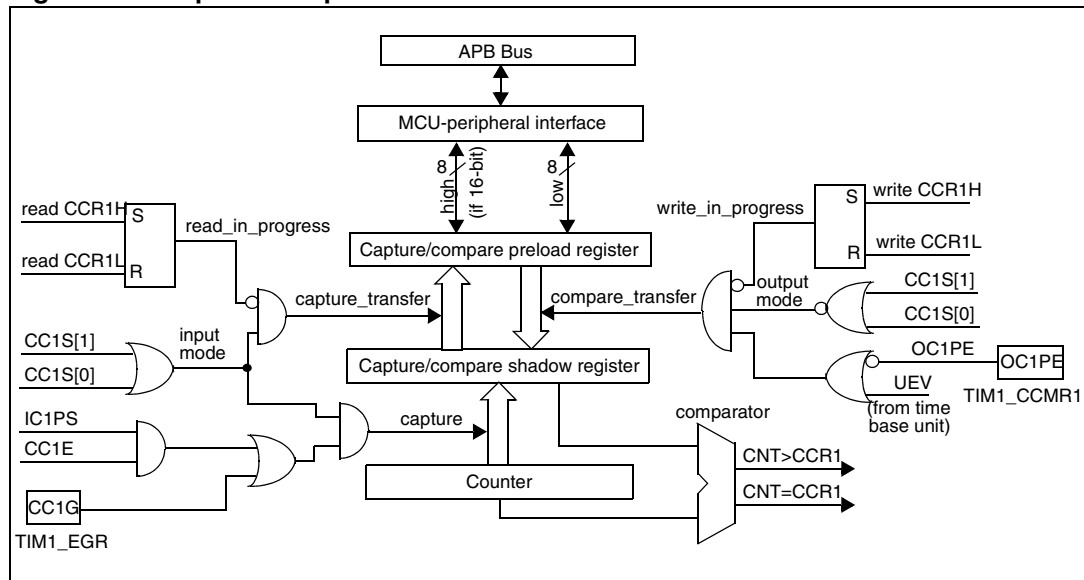 APB Bus
MCU-peripheral interface
8
high
(if 16-bit)
8
low
read CCR1H
S
read_in_progress
read CCR1L
R
write_in_progress
S
write CCR1H
R
write CCR1L
Capture/compare preload register
CC1S[1]
CC1S[0]
input
mode
capture_transfer
compare_transfer
output
mode
CC1S[1]
CC1S[0]
Capture/compare shadow register
OC1PE
OC1PE
UEV
TIM1_CCMR1
(from time
base unit)
IC1PS
CC1E
capture
comparator
Counter
CNT>CCR1
CNT=CCR1
CC1G
TIM1_EGR